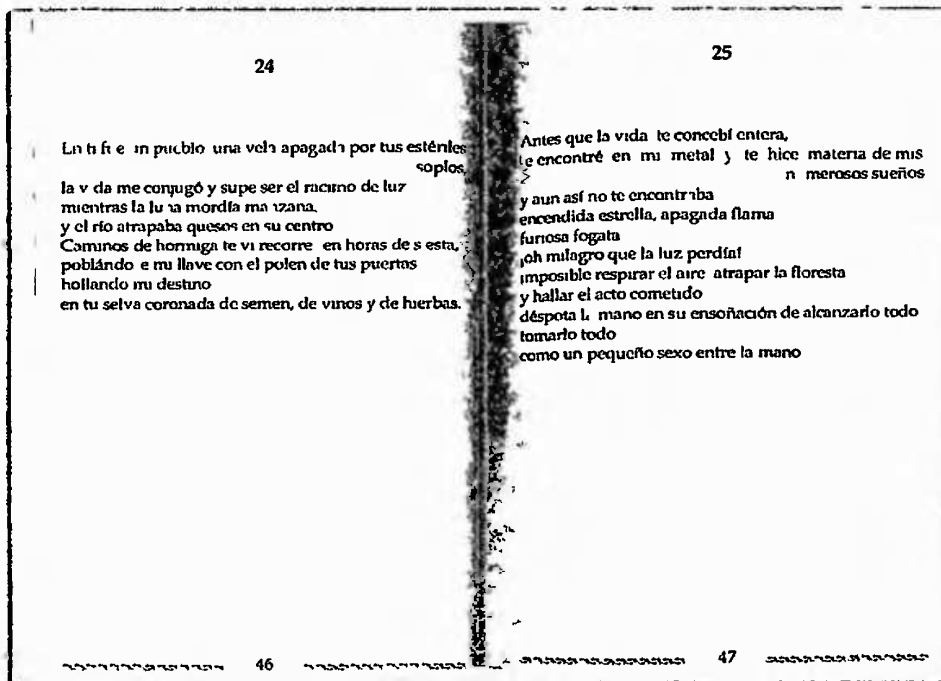 24
En ti fue un pueblo una vela apagada por tus estériles
soplos,
la vida me conjugó y supe ser el racimo de luz
mientras la luna mordía manzana,
y el río atrapaba quesos en su centro
Caminos de hormiga te vi recorrer en horas de siesta,
poblándote mi llave con el polen de tus puertas
hollando mi destino
en tu selva coronada de semen, de vinos y de hierbas.
46
25
Antes que la vida te concebí entera,
te encontré en mi metal y te hice materia de mis
numerosos sueños
y aun así no te encontraba
encendida estrella, apagada flama
furiosa fogata
¡oh milagro que la luz perdía!
imposible respirar el aire atrapar la floresta
y hallar el acto cometido
déspota la mano en su ensoñación de alcanzarlo todo
tomarlo todo
como un pequeño sexo entre la mano
47